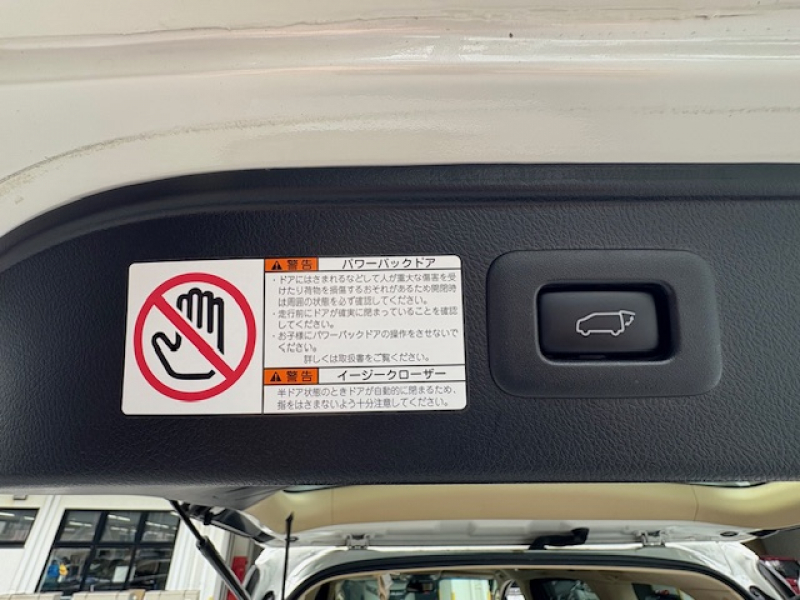 警告 パワーバックドア
・ドアにはさまれるなどして人が重大な傷害を受
けたり荷物を損傷するおそれがあるため開閉時
は周囲の状態を必ず確認してください。
・走行前にドアが確実に閉まっていることを確認
してください。
・お子様にパワーバックドアの操作をさせないで
ください。
詳しくは取扱書をご覧ください。
警告 イージークローザー
半ドア状態のときドアが自動的に閉まるため、
指をはさまないよう十分注意してください。